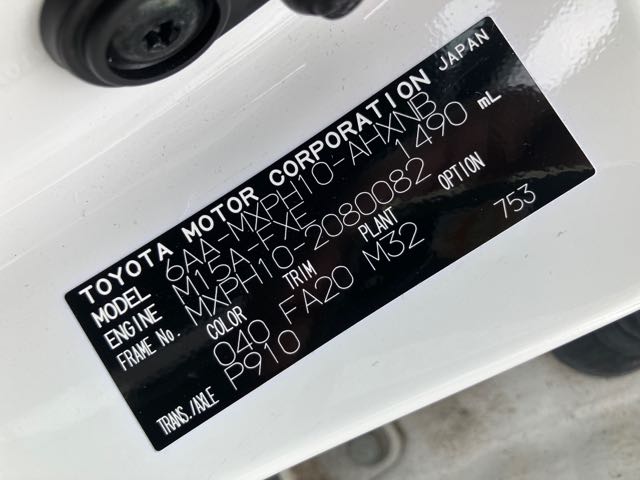 TOYOTA MOTOR CORPORATION JAPAN
MODEL 6AA-MXPH10-AHXNB
ENGINE M15A-FXE 1490 mL
FRAME No. MXPH10-2080082
COLOR TRIM PLANT OPTION
040 FA20 M32 753
TRANS./AXLE P910